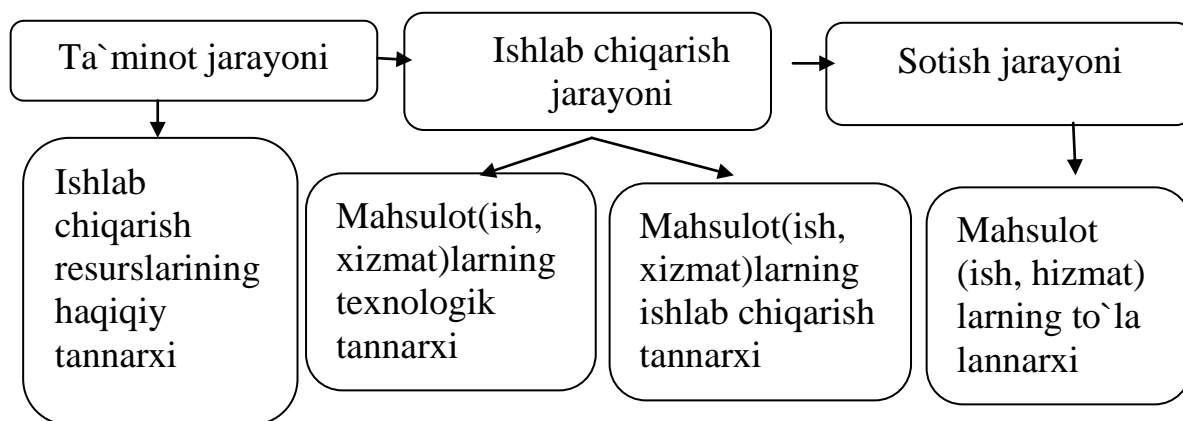 Ta`minot jarayoni
Ishlab chiqarish
jarayoni
Sotish jarayoni
Ishlab
chiqarish
resurslarining
haqiqiy
tannarxi
Mahsulot(ish,
xizmat)larning
texnologik
tannarxi
Mahsulot(ish,
xizmat)larning
ishlab chiqarish
tannarxi
Mahsulot
(ish, hizmat)
larning to`la
lannarxi